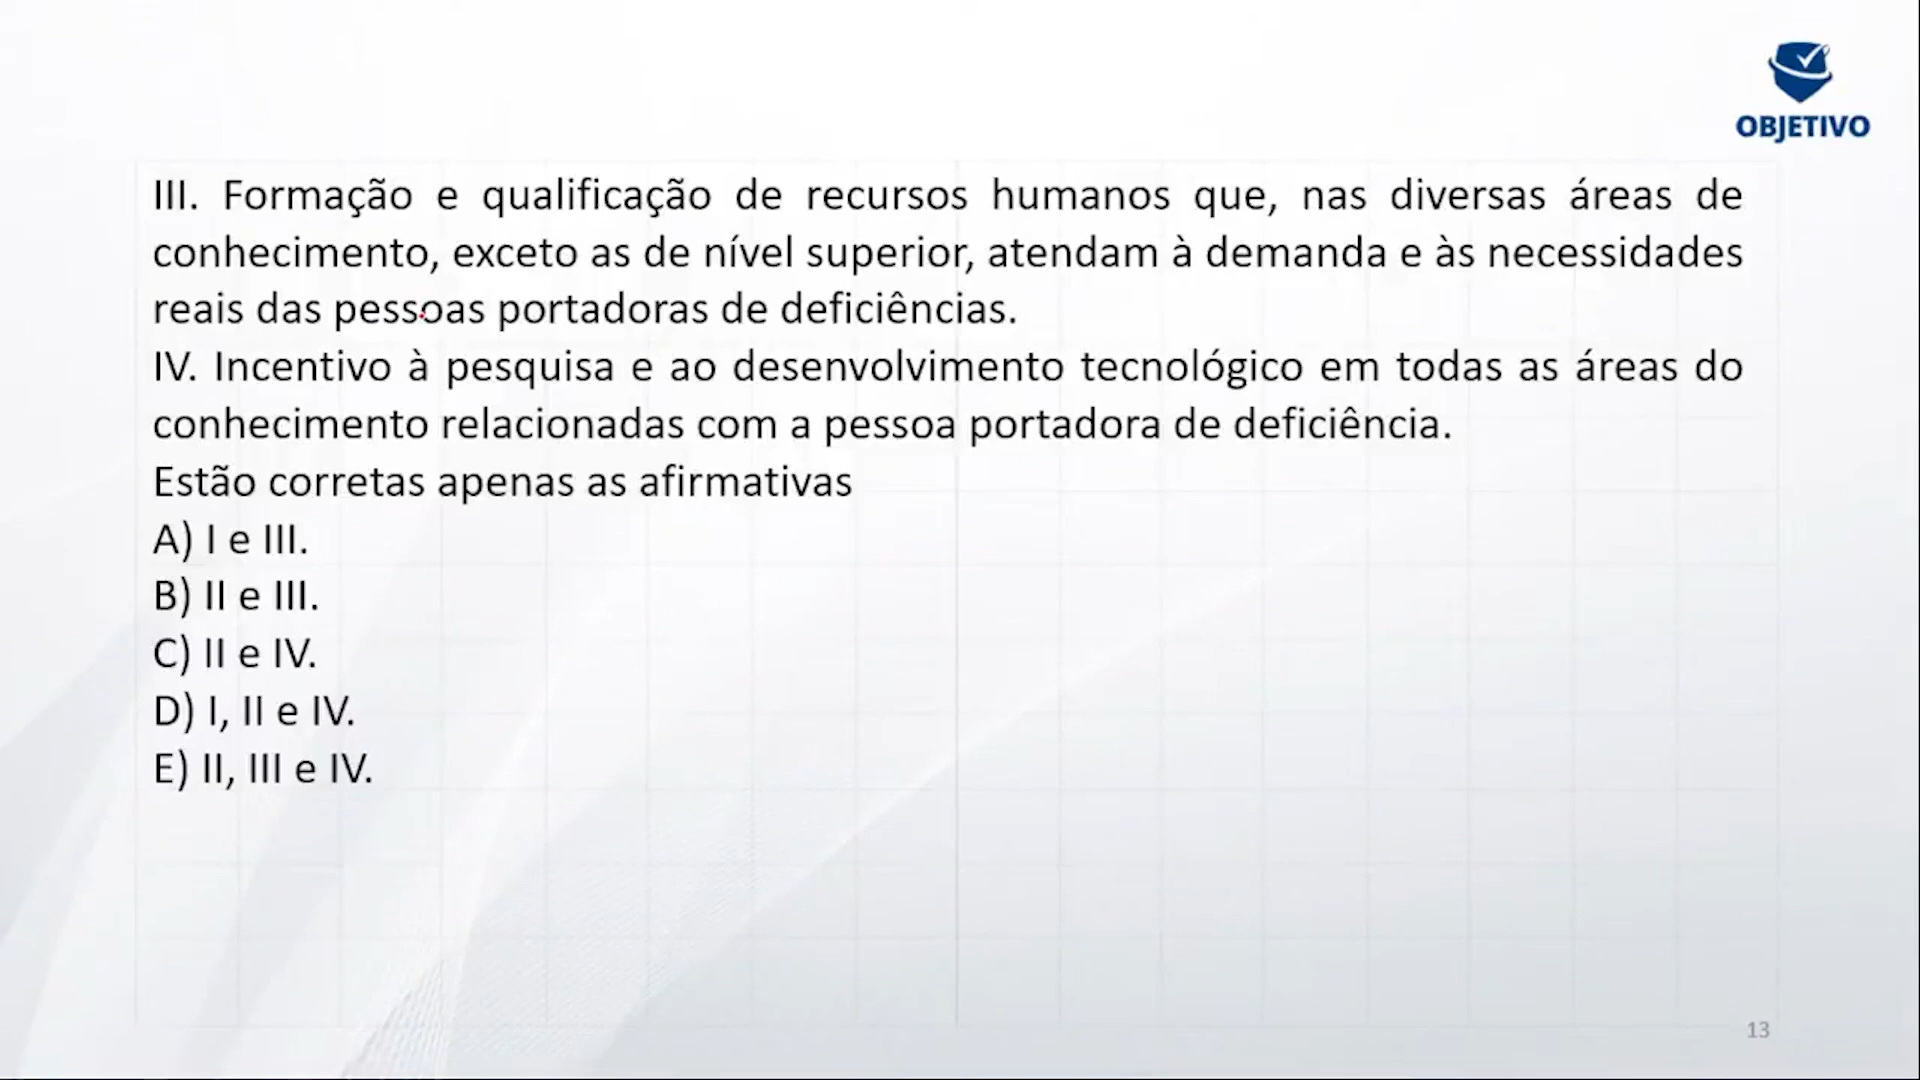 OBJETIVO
III. Formação e qualificação de recursos humanos que, nas diversas áreas de
conhecimento, exceto as de nível superior, atendam à demanda e às necessidades
reais das pessoas portadoras de deficiências.
IV. Incentivo à pesquisa e ao desenvolvimento tecnológico em todas as áreas do
conhecimento relacionadas com a pessoa portadora de deficiência.
Estão corretas apenas as afirmativas
A) I e III.
B) II e III.
C) II e IV.
D) I, II e IV.
E) II, III e IV.
13